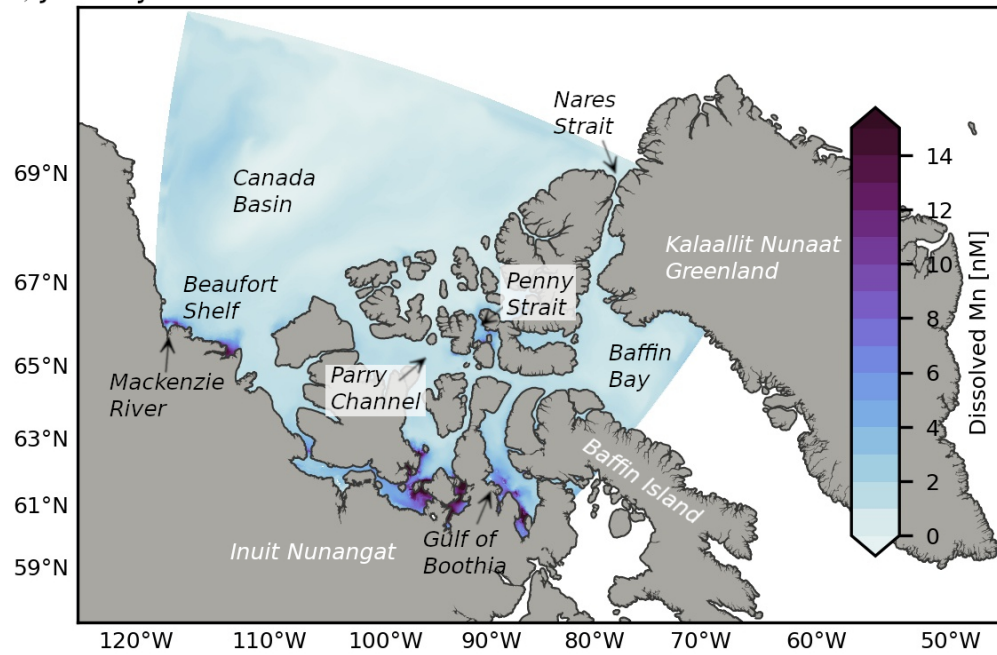 Nares
Strait
69°N
Canada
Basin
Kalaallit Nunaat
Greenland
67°N
Beaufort
Shelf
Penny
Strait
65°N
Baffin
Bay
Mackenzie
River
Parry
Channel
63°N
Baffin Island
61°N
Inuit Nunangat
Gulf of
Boothia
59°N
120°W 110°W 100°W 90°W 80°W 70°W 60°W 50°W
14
12
10
8
6
4
2
0
Dissolved Mn [nM]